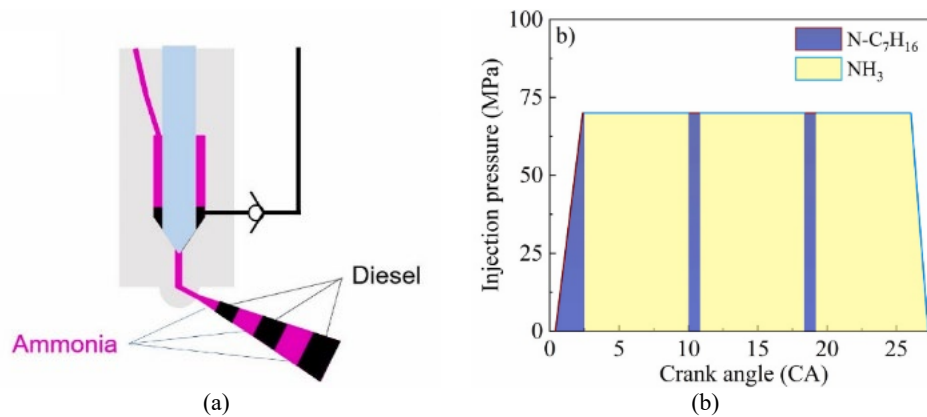 Diesel
Ammonia
(a)
b)
N-C₇H₁₆
NH₃
Injection pressure (MPa)
100
75
50
25
0
0 5 10 15 20 25
Crank angle (CA)
(b)